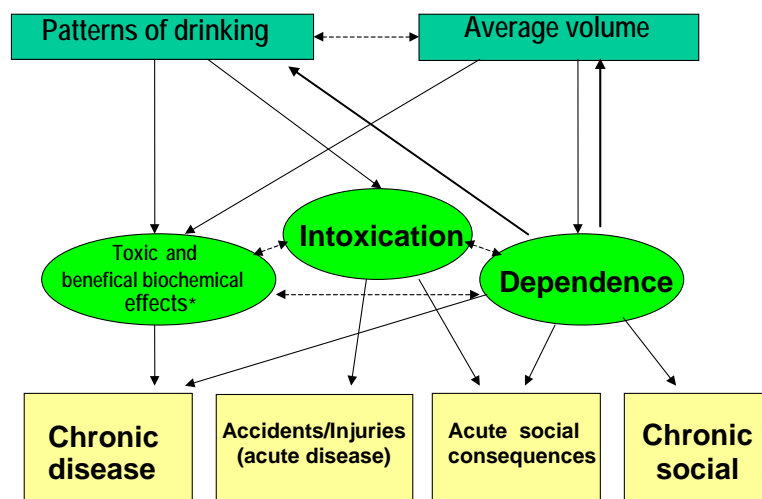 Patterns of drinking
Average volume
Toxic and
benefical biochemical
effects*
Intoxication
Dependence
Chronic
disease
Accidents/Injuries
(acute disease)
Acute social
consequences
Chronic
social